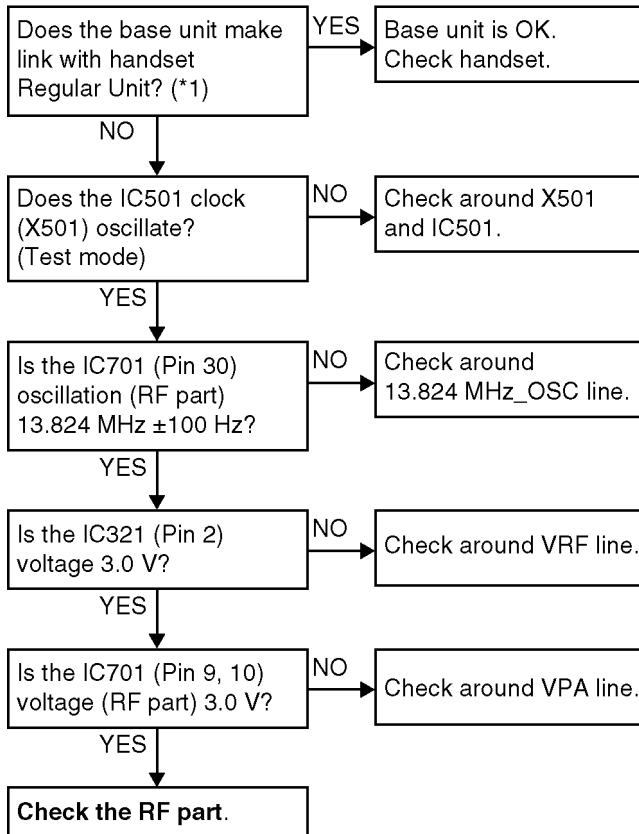 Does the base unit make
link with handset
Regular Unit? (*1)
YES
Base unit is OK.
Check handset.
NO
Does the IC501 clock
(X501) oscillate?
(Test mode)
NO
Check around X501
and IC501.
YES
Is the IC701 (Pin 30)
oscillation (RF part)
13.824 MHz ±100 Hz?
NO
Check around
13.824 MHz_OSC line.
YES
Is the IC321 (Pin 2)
voltage 3.0 V?
NO
Check around VRF line.
YES
Is the IC701 (Pin 9, 10)
voltage (RF part) 3.0 V?
NO
Check around VPA line.
YES
Check the RF part.